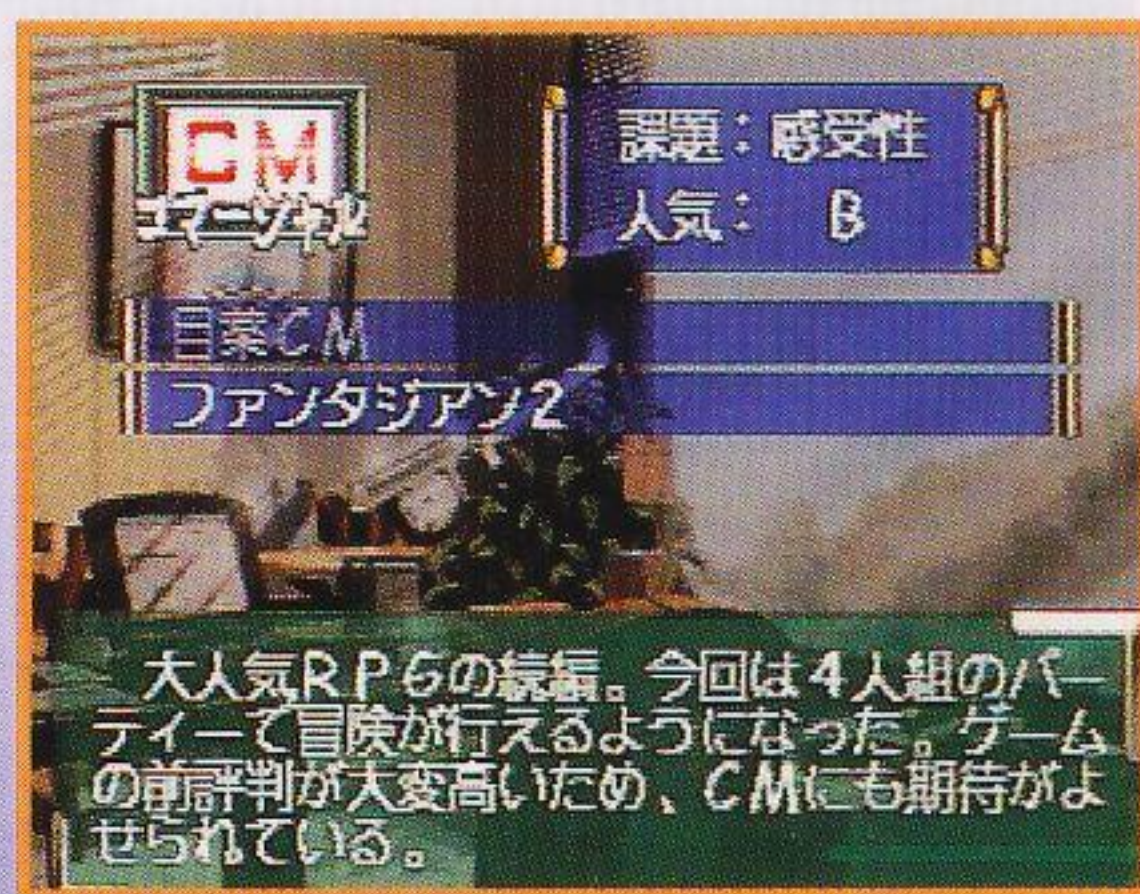 CM
コマーシャル
課題：感受性
人気： B
目薬CM
ファンタジアン2
大人気RPGの続編。今回は4人組のパー
ティーで冒険が行えるようになった。ゲーム
の前評判が大変高いため、CMにも期待がよ
せられている。